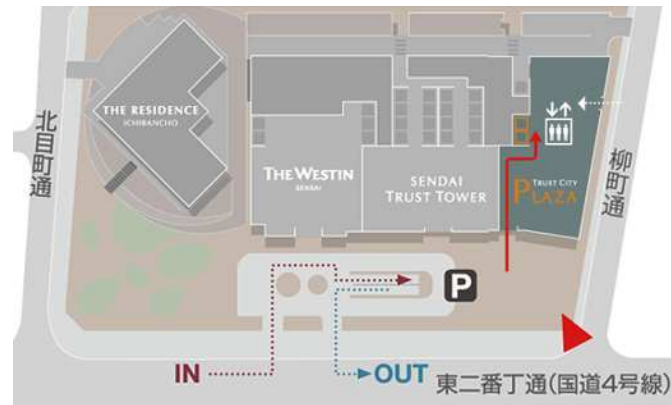 THE RESIDENCE
ICHIBANCHO
THE WESTIN
SENDAI
SENDAI
TRUST TOWER
TRUST CITY
PLAZA
P
IN
OUT
北目町通
柳町通
東二番丁通(国道4号線)